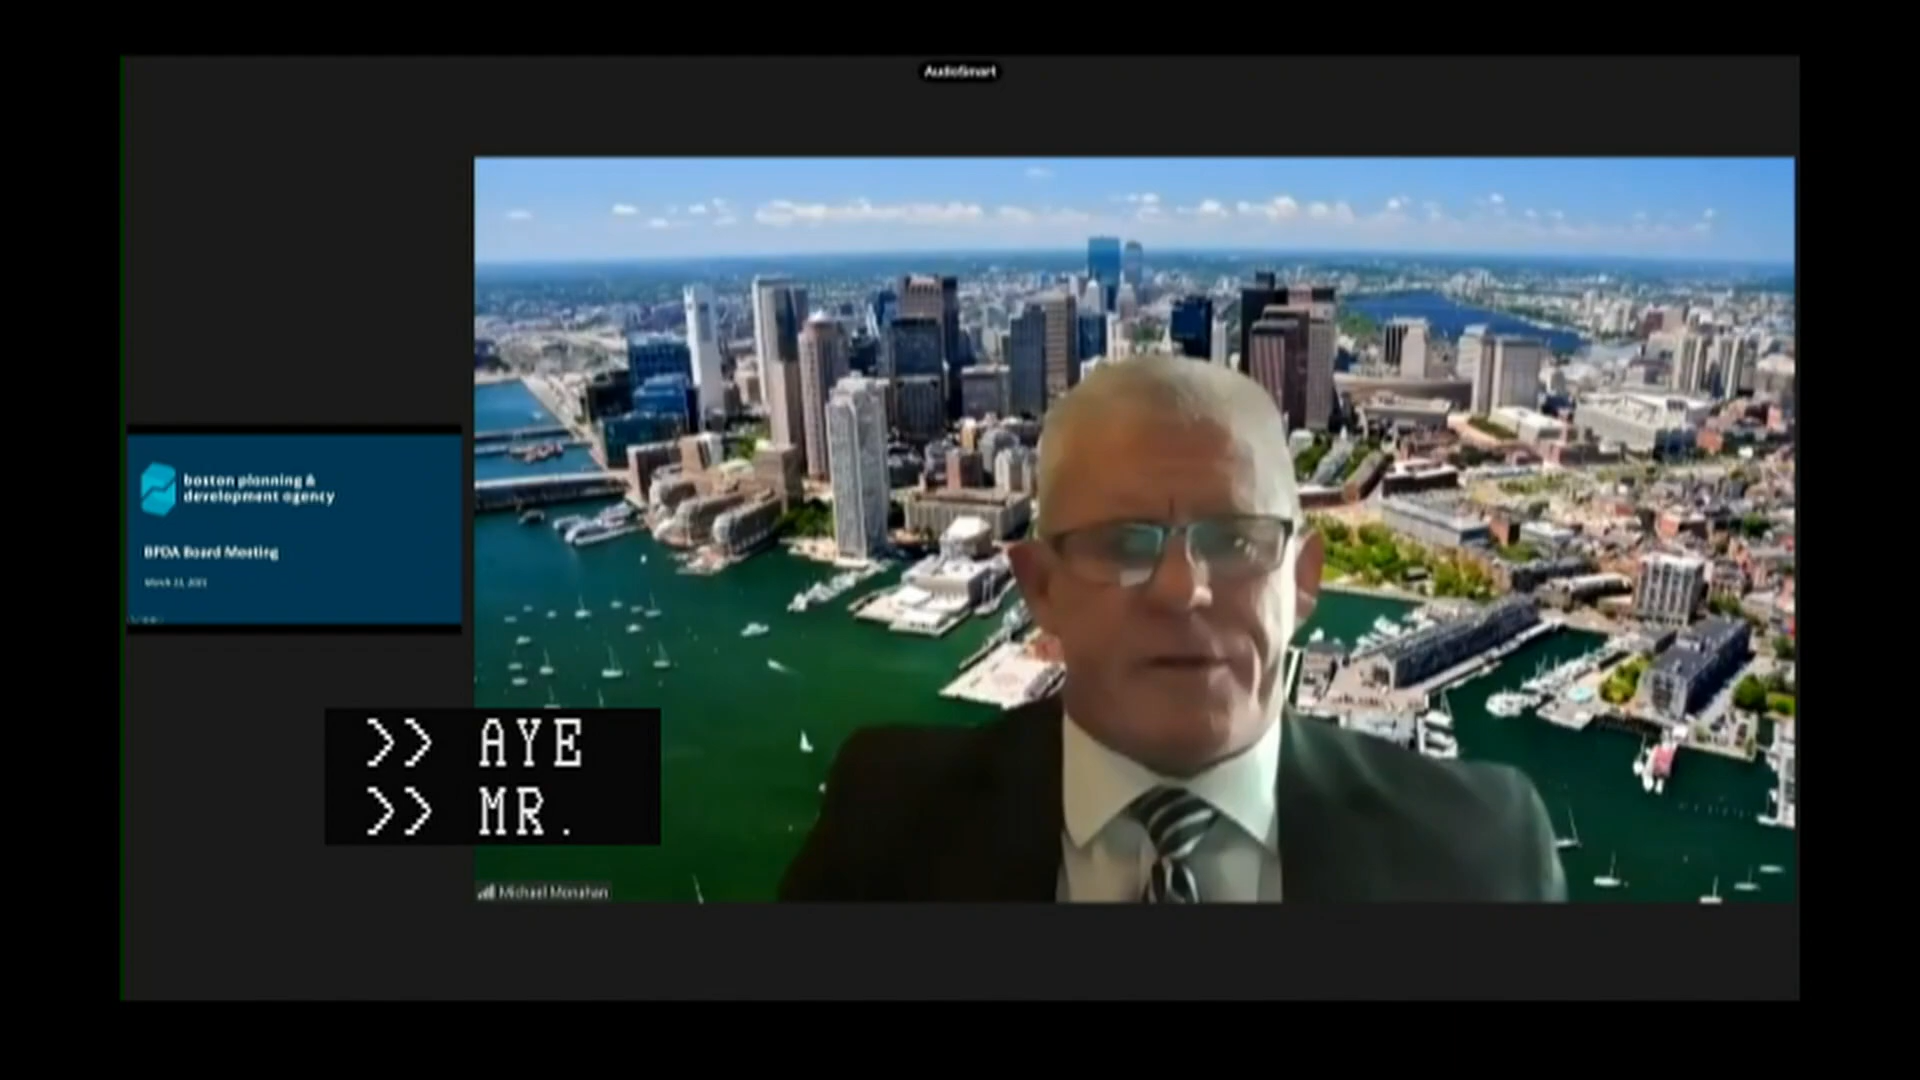 AudioSmart
boston planning &
development agency
BPDA Board Meeting
>> AYE
>> MR.
Michael Monahan